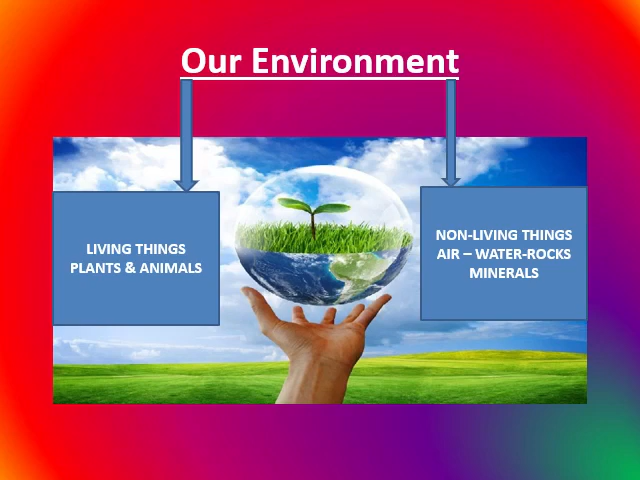 Our Environment
LIVING THINGS
PLANTS & ANIMALS
NON-LIVING THINGS
AIR – WATER-ROCKS
MINERALS